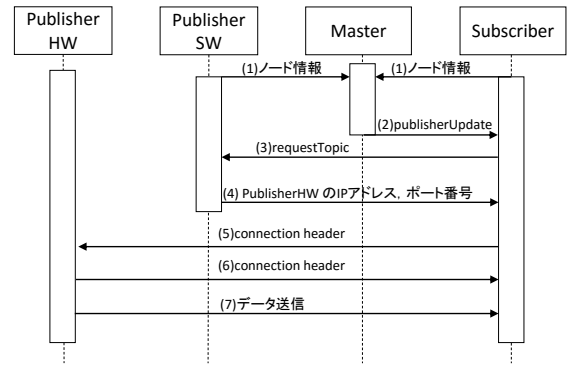 Publisher
HW
Publisher
SW
Master
Subscriber
(1)ノード情報
(1)ノード情報
(2)publisherUpdate
(3)requestTopic
(4) PublisherHW のIPアドレス，ポート番号
(5)connection header
(6)connection header
(7)データ送信